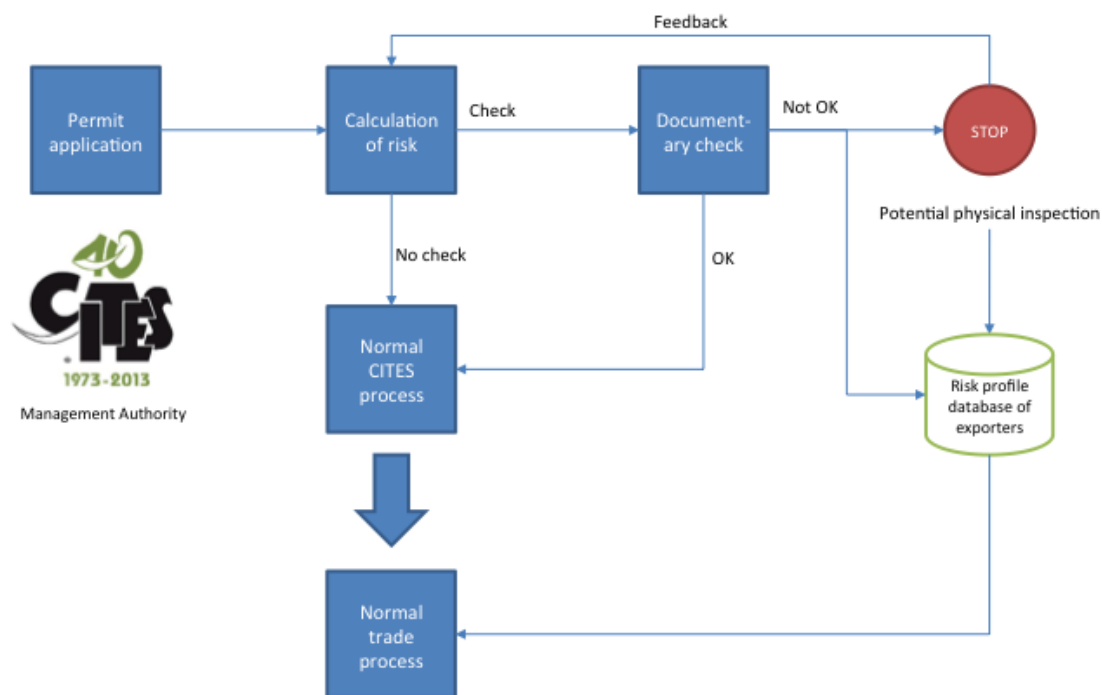 Feedback
Permit
application
Calculation
of risk
Check
Document-
ary check
Not OK
STOP
Potential physical inspection
No check
OK
40
CITES
®
1973-2013
Management Authority
Normal
CITES
process
Risk profile
database of
exporters
Normal
trade
process